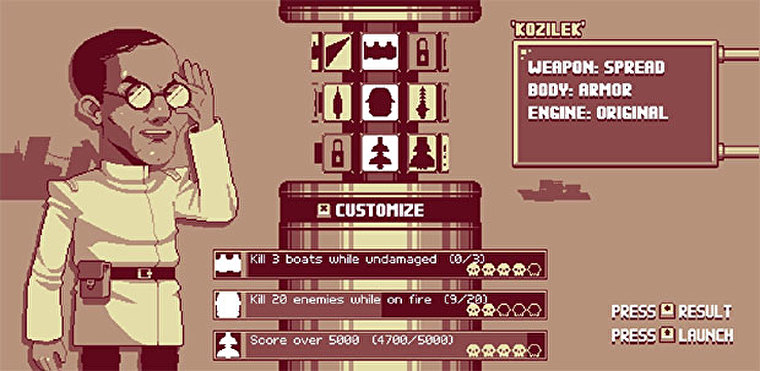 'KOZILEK'
WEAPON: SPREAD
BODY: ARMOR
ENGINE: ORIGINAL
CUSTOMIZE
Kill 3 boats while undamaged (0/3)
Kill 20 enemies while on fire (9/20)
Score over 5000 (4700/5000)
PRESS RESULT
PRESS LAUNCH